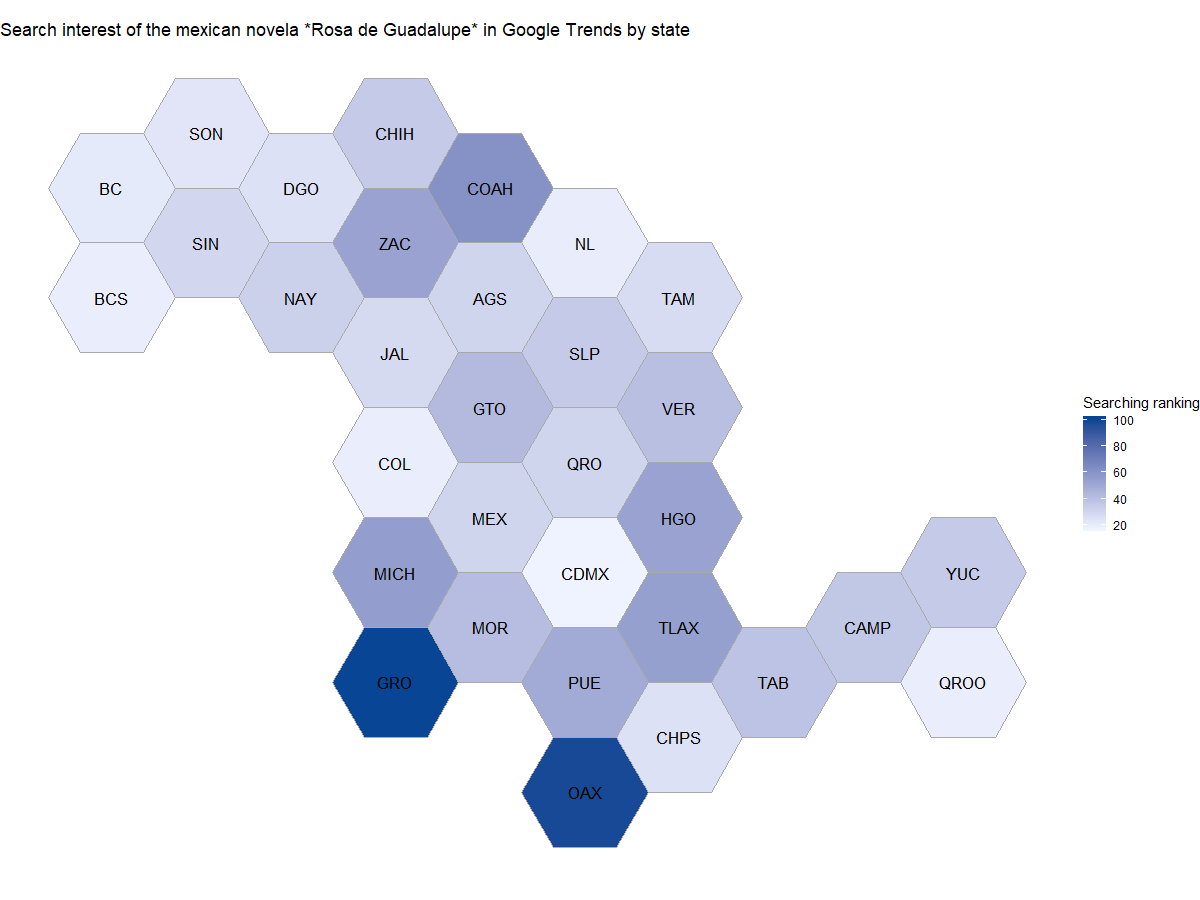 Search interest of the mexican novela *Rosa de Guadalupe* in Google Trends by state
SON
CHIH
BC
DGO
COAH
SIN
ZAC
NL
BCS
NAY
AGS
TAM
JAL
SLP
GTO
VER
COL
QRO
MEX
HGO
MICH
CDMX
YUC
MOR
TLAX
CAMP
GRO
PUE
TAB
QROO
CHPS
OAX
Searching ranking
100
80
60
40
20